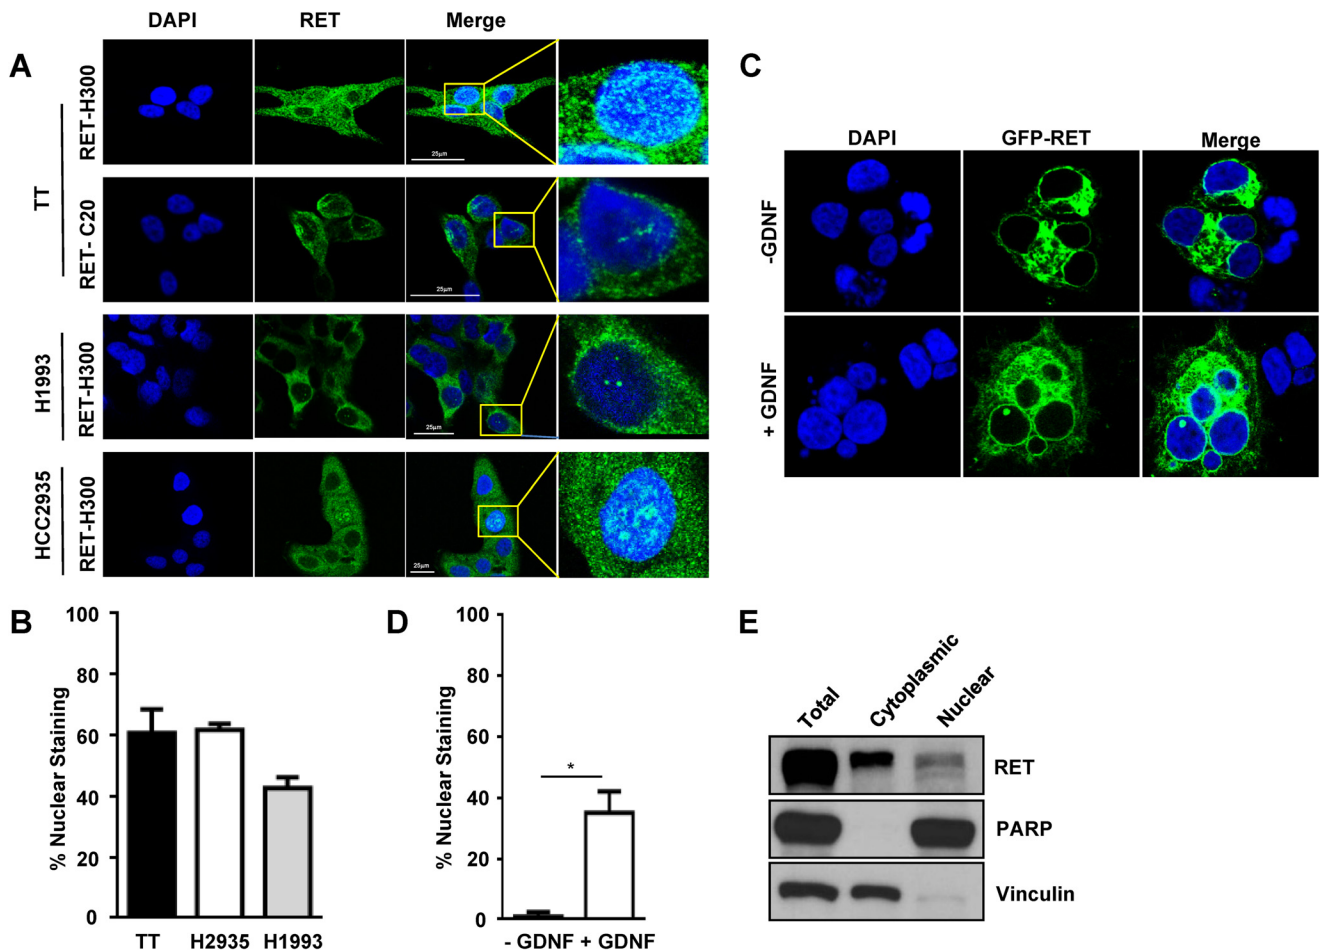 A
DAPI RET Merge
TT
RET-H300
25µm
RET- C20
25µm
H1993
RET-H300
25µm
HCC2935
RET-H300
25µm
C
DAPI GFP-RET Merge
-GDNF
+ GDNF
B
% Nuclear Staining
100
80
60
40
20
0
TT H2935 H1993
D
% Nuclear Staining
100
80
60
40
20
0
*
- GDNF + GDNF
E
Total Cytoplasmic Nuclear
RET
PARP
Vinculin